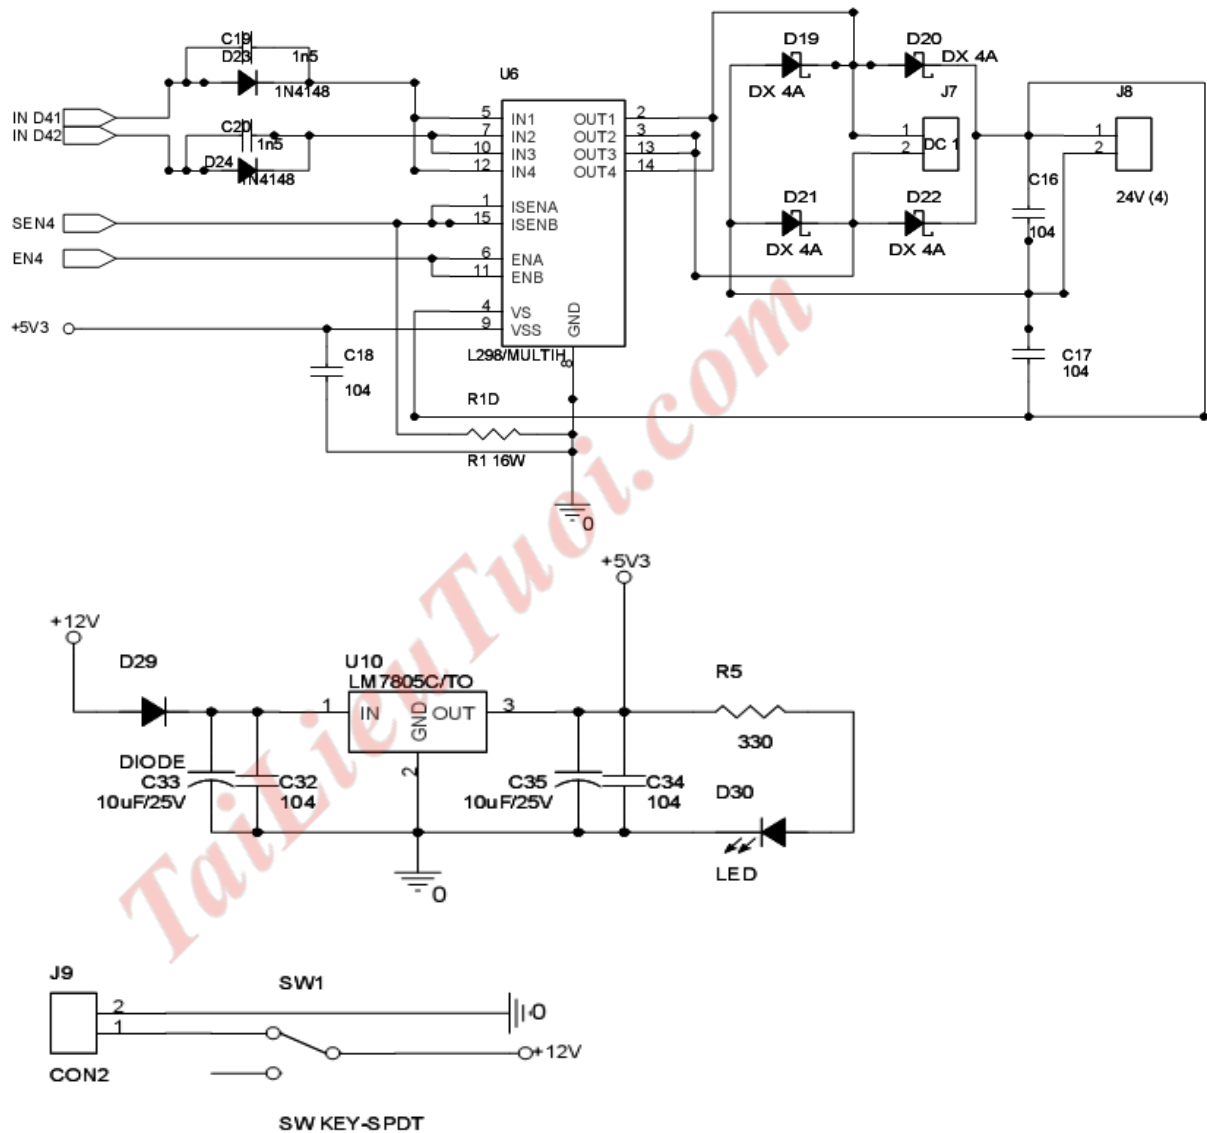 C19
D23
1n5
1N4148
IN D41
IN D42
C20
1n5
D24
1N4148
SEN4
EN4
+5V3
C18
104
U6
5 IN1 OUT1 2
7 IN2 OUT2 3
10 IN3 OUT3 13
12 IN4 OUT4 14
1 ISENA
15 ISENB
6 ENA
11 ENB
4 VS
9 VSS
GND
8
L298/MULTIH
R1D
R1 16W
0
D19
DX 4A
D20
DX 4A
J7
1
2
DC 1
D21
DX 4A
D22
DX 4A
J8
1
2
24V (4)
C16
104
C17
104
+12V
D29
DIODE
C33
10uF/25V
C32
104
U10
LM7805C/TO
1 IN OUT 3
GND
2
0
+5V3
C35
10uF/25V
C34
104
R5
330
D30
LED
J9
2
1
CON2
SW1
0
+12V
SW KEY-SPDT
TaiLieuTuoi.com